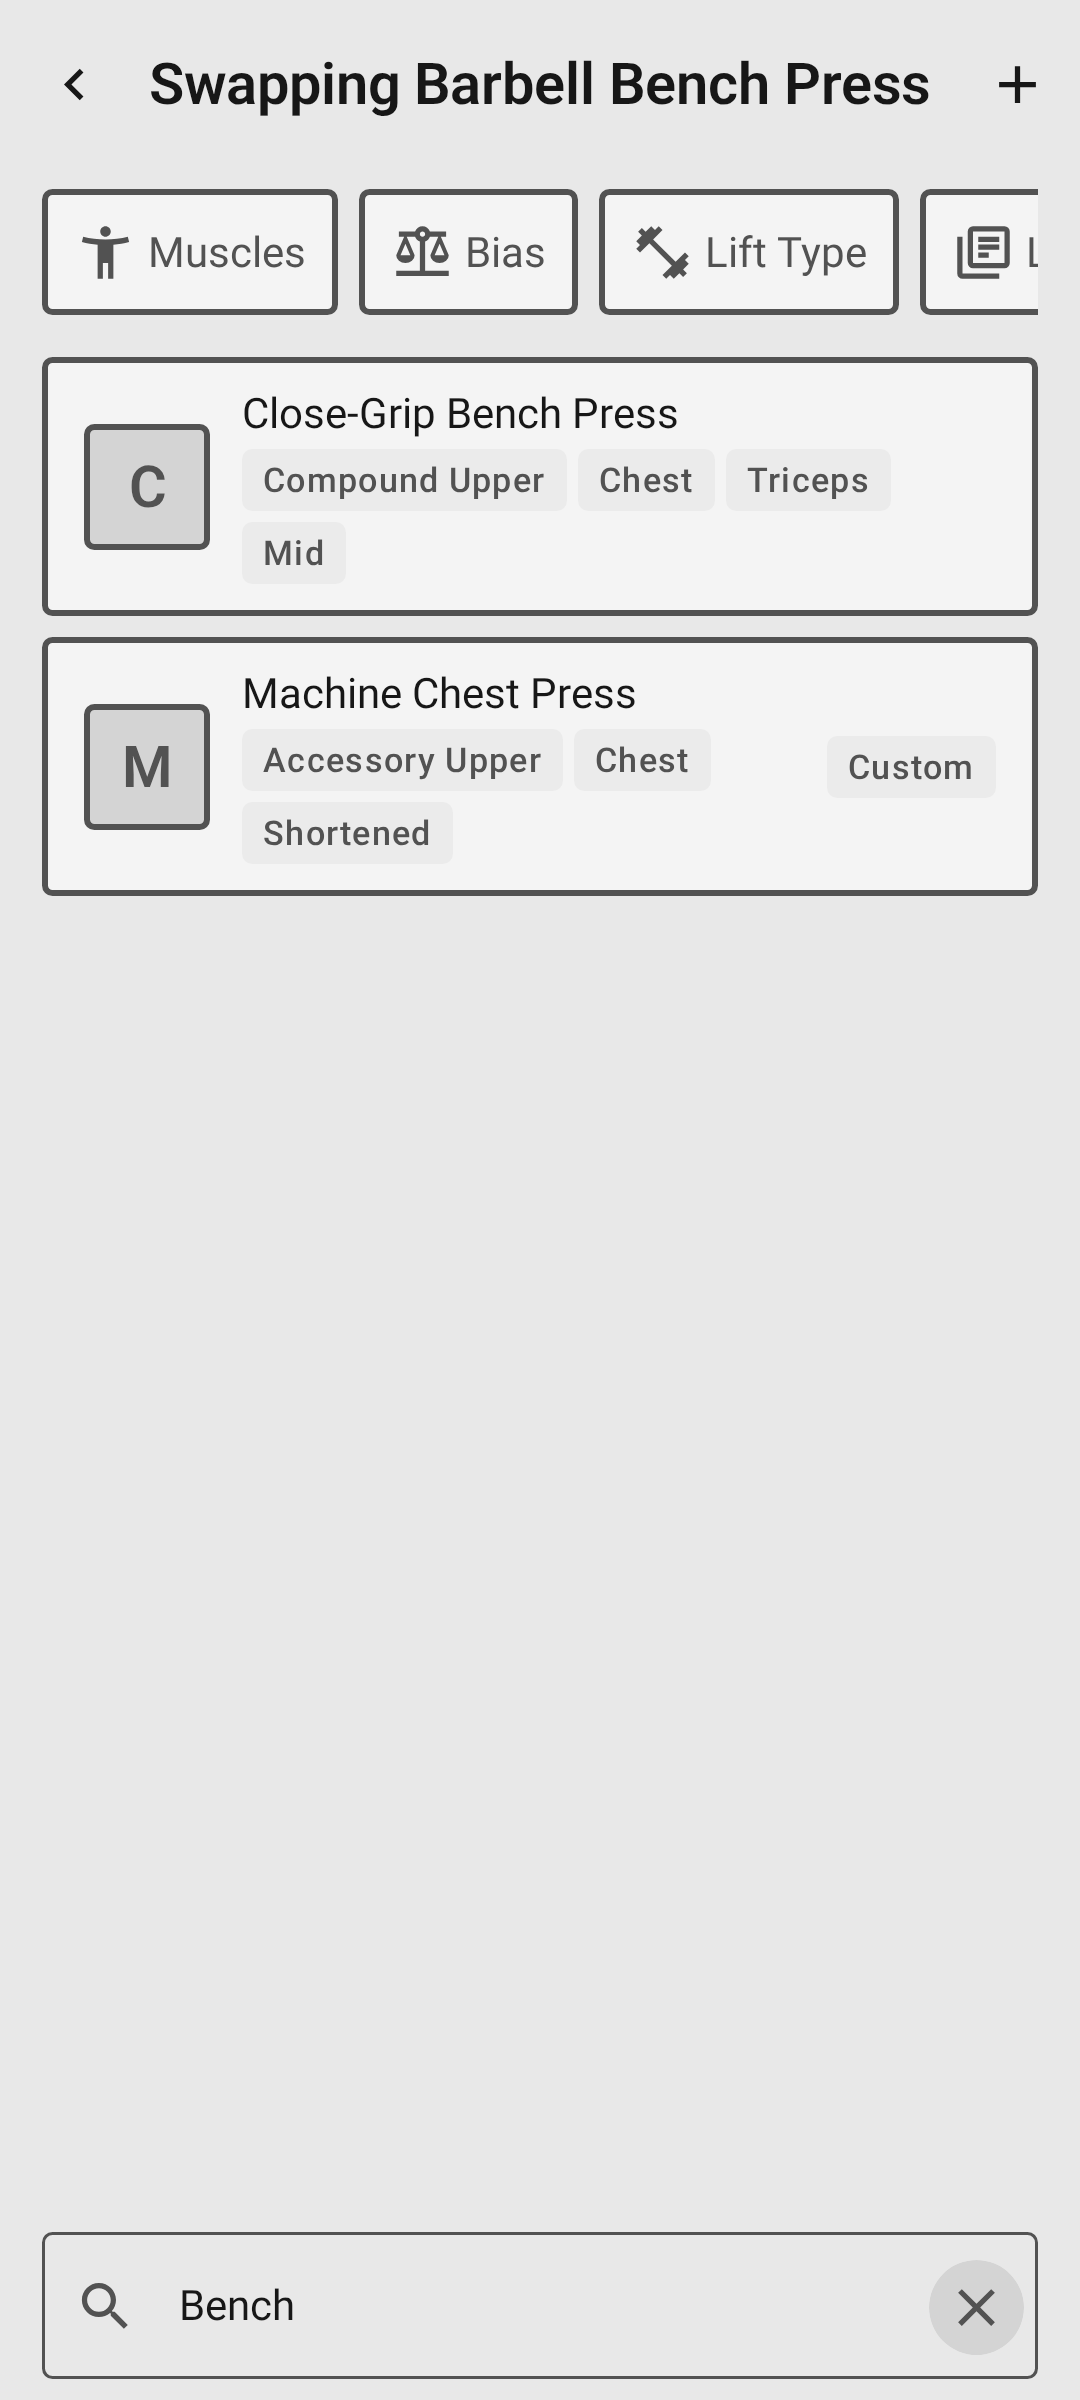 Swapping Barbell Bench Press
Muscles
Bias
Lift Type
Close-Grip Bench Press
C
Compound Upper
Chest
Triceps
Mid
Machine Chest Press
M
Accessory Upper
Chest
Custom
Shortened
Bench